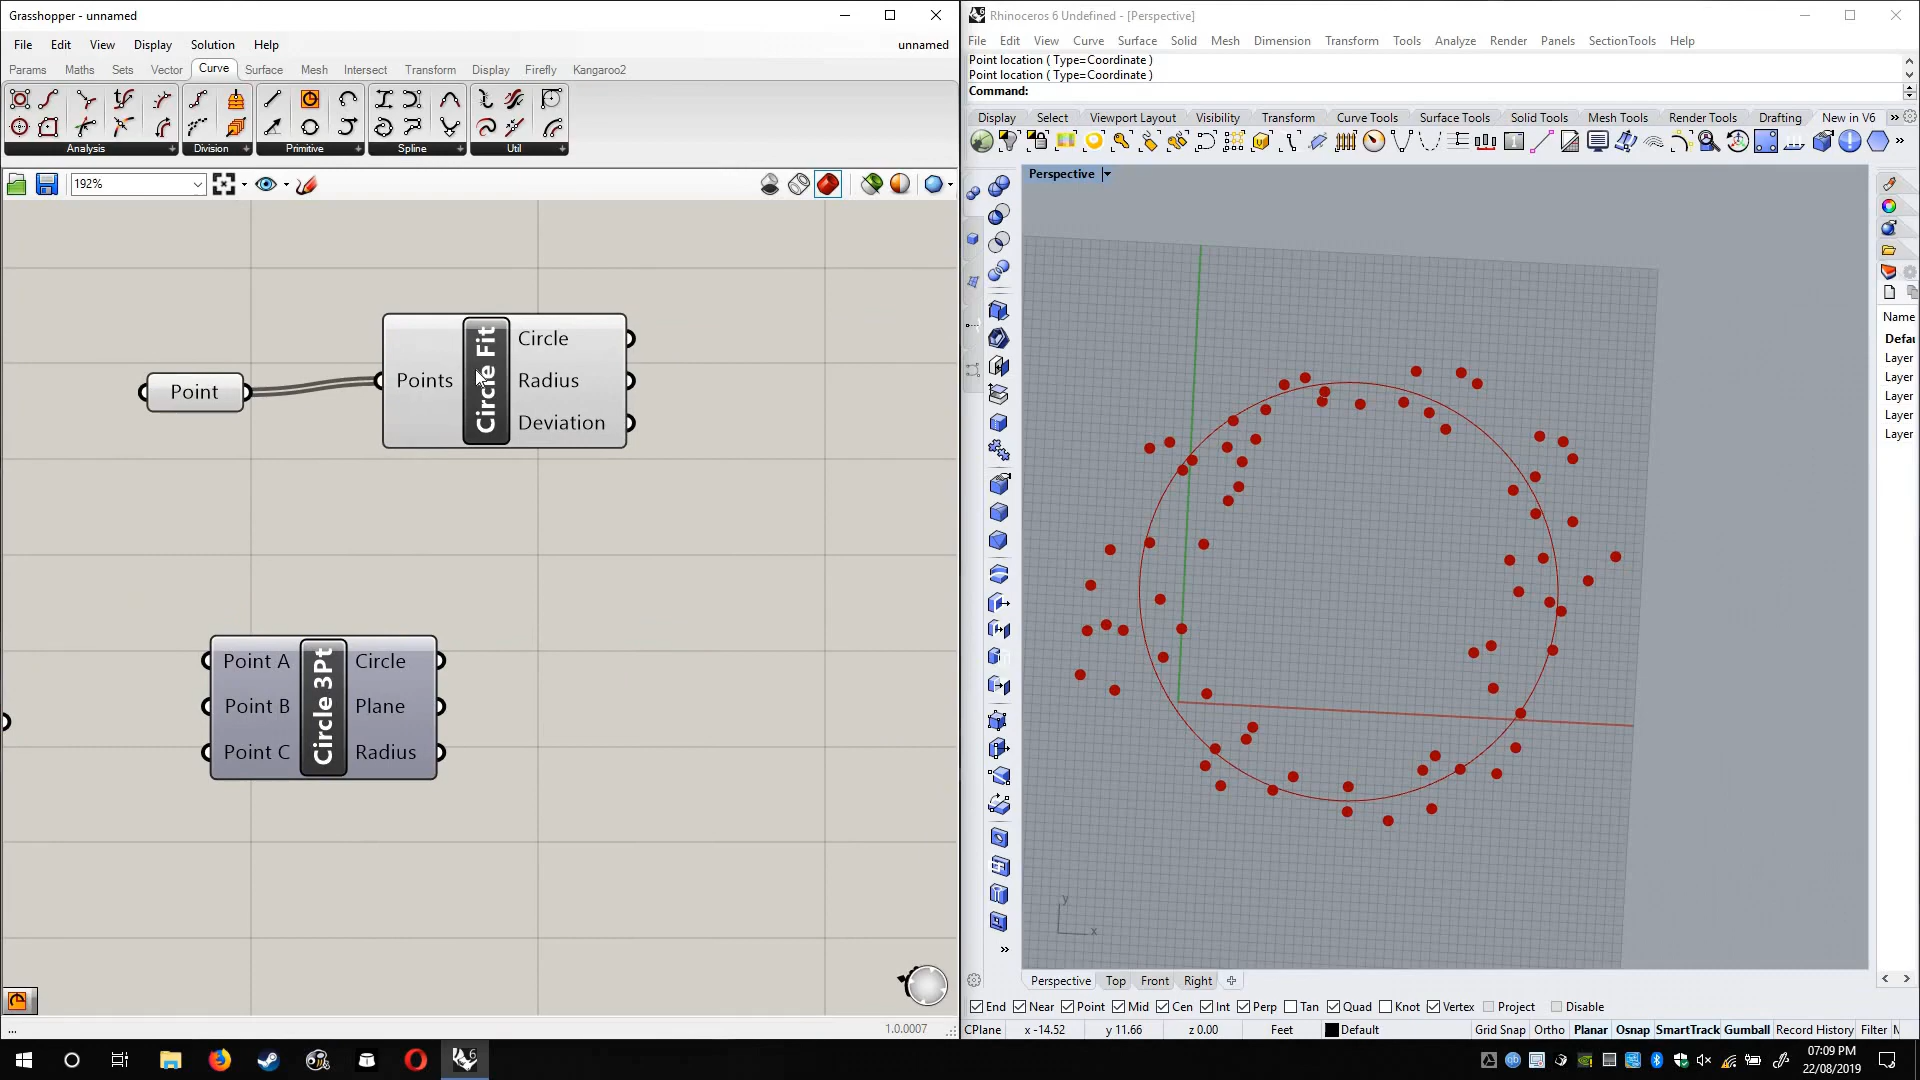 Grasshopper - unnamed
File Edit View Display Solution Help unnamed
Params Maths Sets Vector Curve Surface Mesh Intersect Transform Display Firefly Kangaroo2
Analysis Division Primitive Spline Util
192%
Point
Points
Circle Fit
Circle
Radius
Deviation
Point A
Point B
Point C
Circle 3Pt
Circle
Plane
Radius
...
1.0.0007
Rhinoceros 6 Undefined - [Perspective]
File Edit View Curve Surface Solid Mesh Dimension Transform Tools Analyze Render Panels SectionTools Help
Point location ( Type=Coordinate )
Point location ( Type=Coordinate )
Command:
Display Select Viewport Layout Visibility Transform Curve Tools Surface Tools Solid Tools Mesh Tools Render Tools Drafting New in V6 »
Perspective
Name
Defau
Layer
Layer
Layer
Layer
Layer
y
x
Perspective Top Front Right
End Near Point Mid Cen Int Perp Tan Quad Knot Vertex Project Disable
CPlane x -14.52 y 11.66 z 0.00 Feet Default Grid Snap Ortho Planar Osnap SmartTrack Gumball Record History Filter M
07:09 PM
22/08/2019